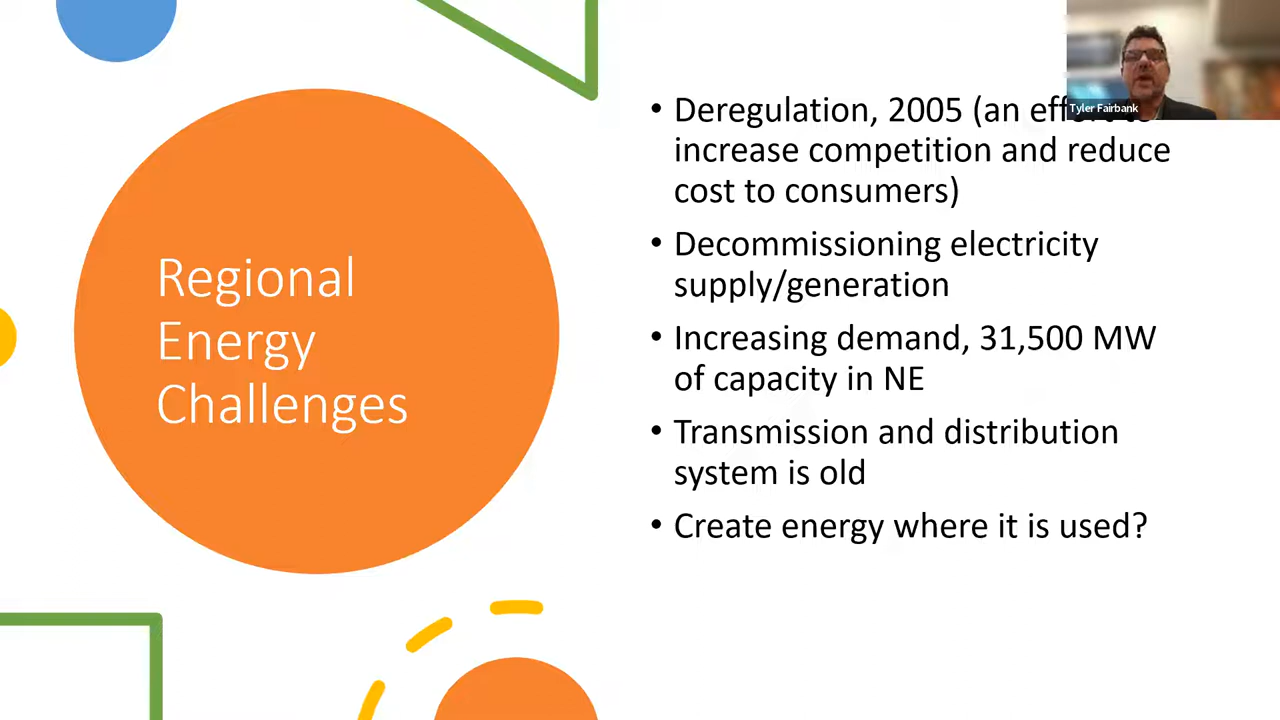 Regional
Energy
Challenges
• Deregulation, 2005 (an
increase competition and reduce
cost to consumers)
• Decommissioning electricity
supply/generation
• Increasing demand, 31,500 MW
of capacity in NE
• Transmission and distribution
system is old
• Create energy where it is used?
Tyler Fairbank